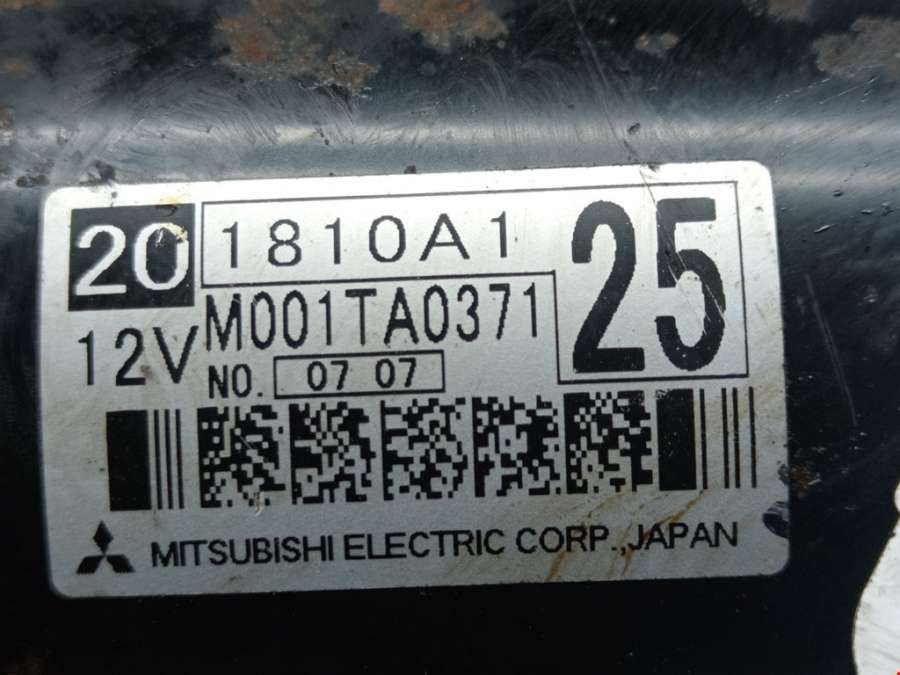 20 1810A1 25
12V M001TA0371
NO. 07 07
MITSUBISHI ELECTRIC CORP.,JAPAN